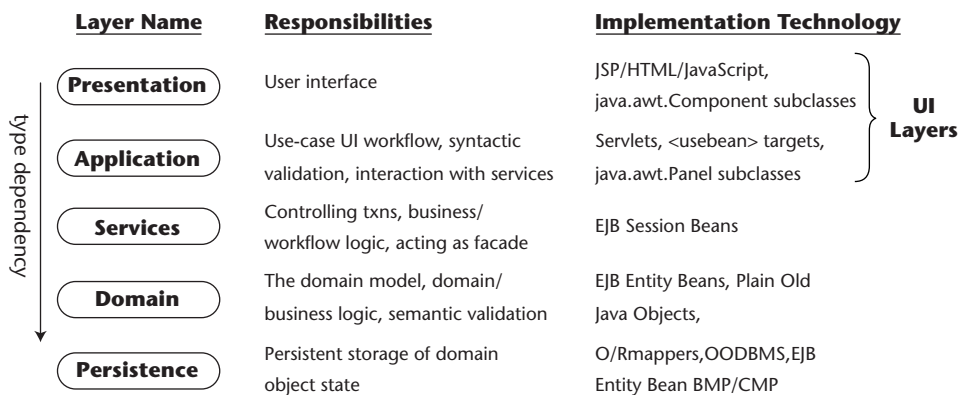 Layer Name Responsibilities Implementation Technology
type dependency
Presentation
User interface
JSP/HTML/JavaScript,
java.awt.Component subclasses
UI
Layers
Application
Use-case UI workflow, syntactic
validation, interaction with services
Servlets, <usebean> targets,
java.awt.Panel subclasses
Services
Controlling txns, business/
workflow logic, acting as facade
EJB Session Beans
Domain
The domain model, domain/
business logic, semantic validation
EJB Entity Beans, Plain Old
Java Objects,
Persistence
Persistent storage of domain
object state
O/Rmappers,OODBMS,EJB
Entity Bean BMP/CMP